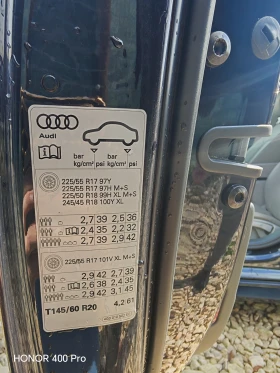 Audi
bar kg/cm² psi bar kg/cm² psi
225/55 R17 97Y
225/55 R17 97H M+S
225/50 R18 99H XL M+S
245/45 R18 100Y XL
2,7 39 2,5 36
2,4 35 2,2 32
2,7 39 2,9 42
225/55 R17 101V XL M+S
2,9 42 2,7 39
2,6 38 2,4 35
2,9 42 3,1 45
T145/60 R20 4,2 61
HONOR 400 Pro